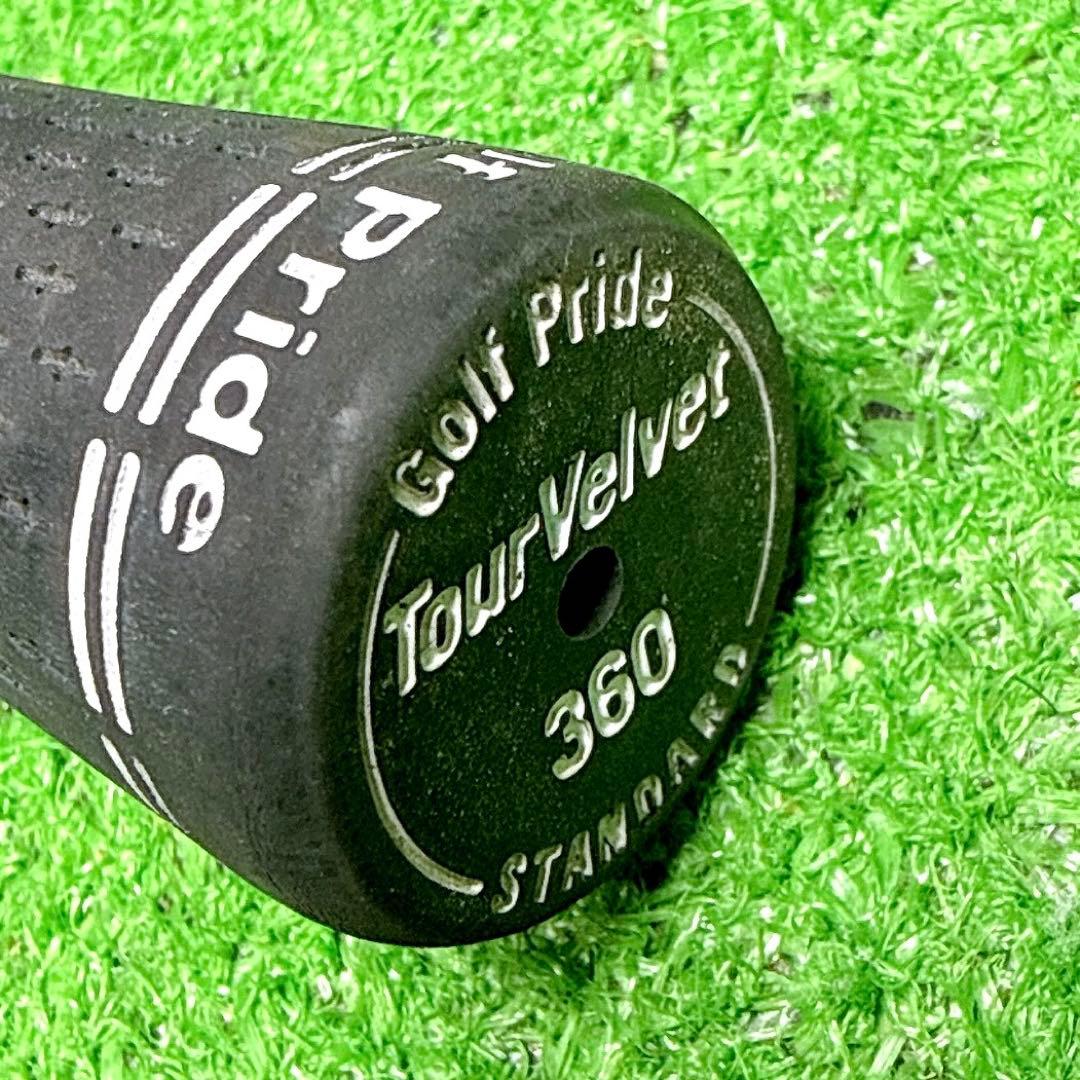 Pride
Golf Pride
TourVelvet
360
STANDARD